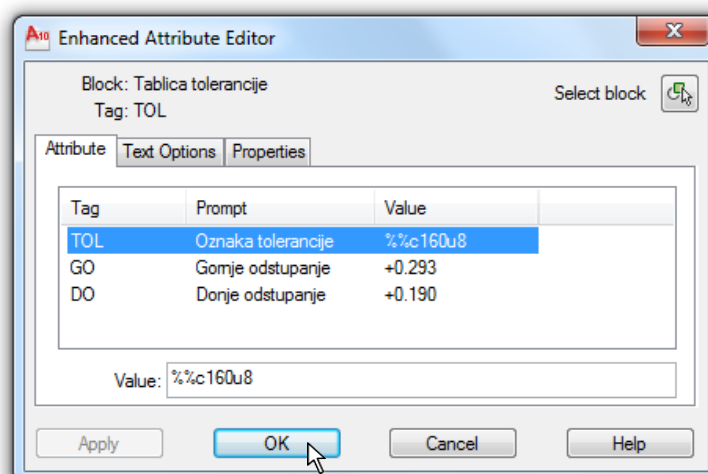 A10 Enhanced Attribute Editor
Block: Tablica tolerancije
Tag: TOL
Select block
Attribute Text Options Properties
Tag Prompt Value
TOL Oznaka tolerancije %%c160u8
GO Gornje odstupanje +0.293
DO Donje odstupanje +0.190
Value: %%c160u8
Apply OK Cancel Help